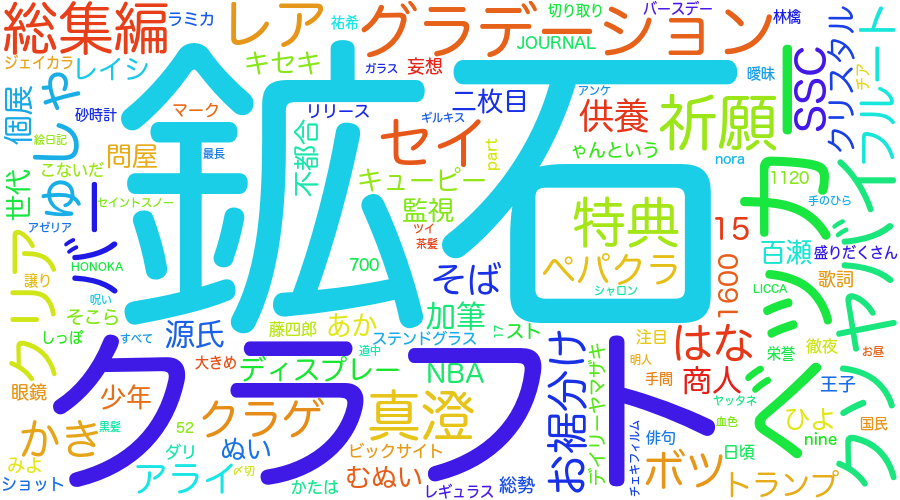 総集編
ラミカ
レア
祐希
グラデーション
切り取り
バースデー
林檎
クリスタル
フルート
ジェイカラ
レイシ
キセキ
JOURNAL
ガラス
妄想
曖昧
チア
SSC
個展
ゆしゃ
砂時計
マーク
リリース
二枚目
アンケ
供養
祈願
絵日記
問屋
最長
不都合
ギルキス
セイ
part
ゃんという
nora
鉱石
こないだ
世代
セイントスノー
キューピー
監視
特典
1120
手のひら
アゼリア
バー
ツイ
茶髪
15
百瀬
盛りだくさん
クリア
HONOKA
700
そば
ペパクラ
1600
歌詞
譲り
呪い
シャロン
LICCA
そこら
源氏
藤四郎
あか
加筆
しっぽ
すべて
ステンドグラス
17
スト
注目
はな
栄誉
徹夜
お昼
クラフト
大きめ
ディスプレー
道中
NBA
お裾分け
デイリーヤマザキ
明人
手間
商人
ヤッタネ
王子
眼鏡
少年
クラゲ
真澄
かき
黒髪
52
ぬい
ビックサイト
チェキフィルム
俳句
血色
日頃
ひよ
nine
国民
みよ
ダリ
〆切
ショット
アライ
かたは
むぬい
レギュラス
総勢
ボツ
トランプ